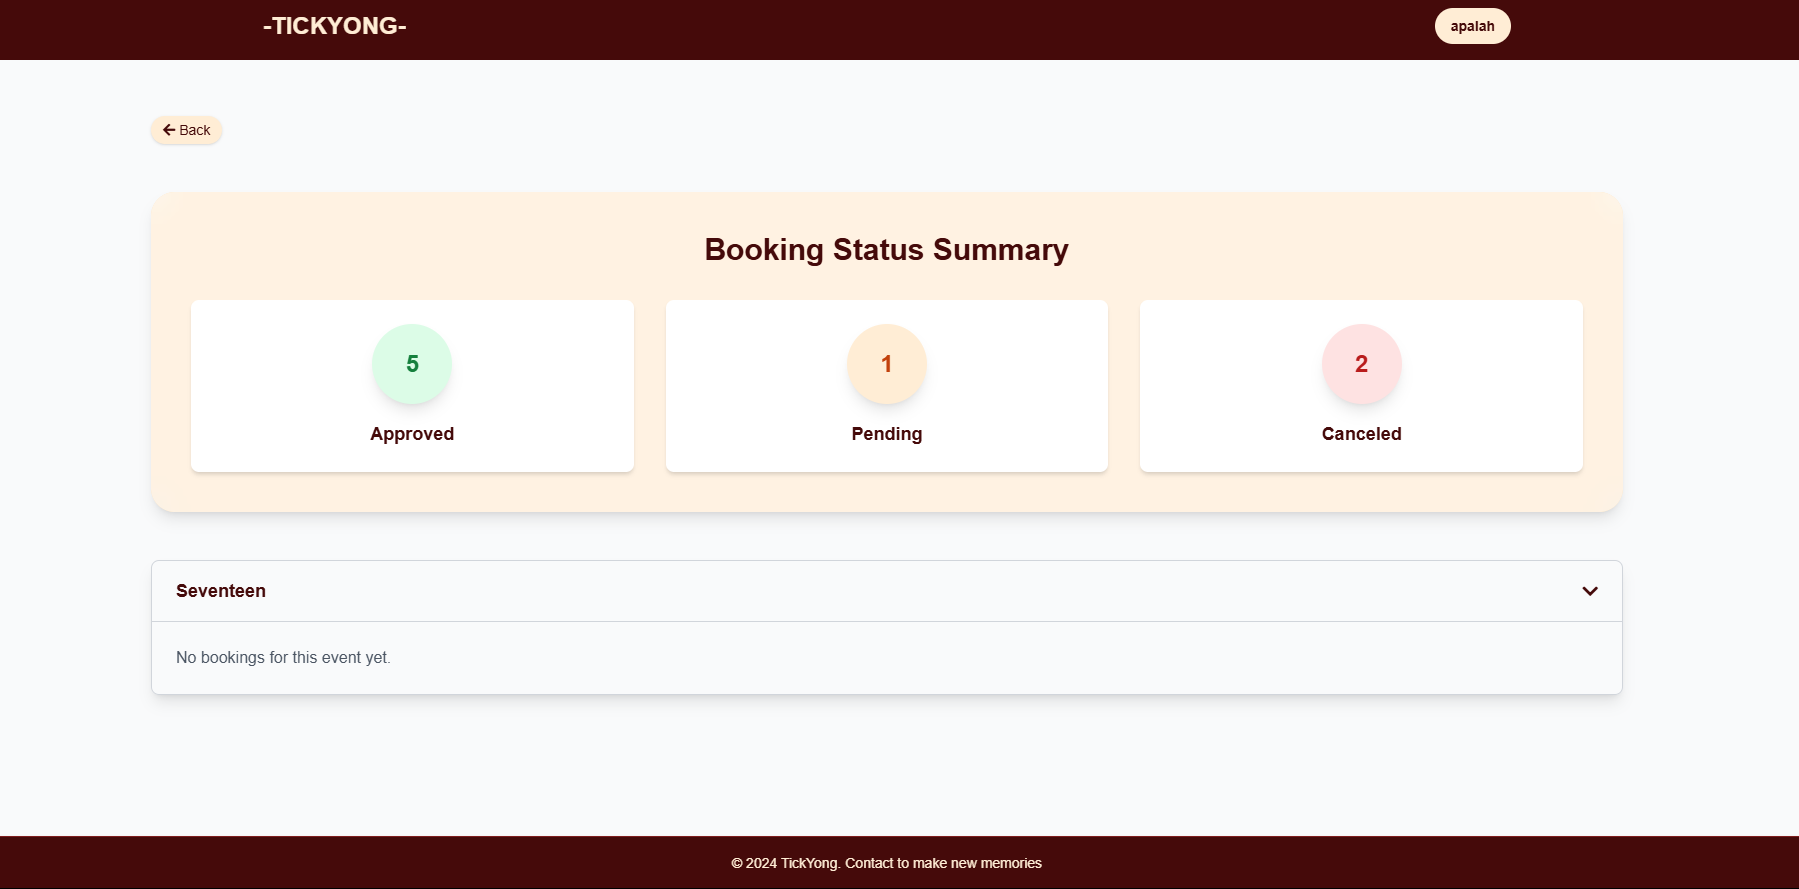 -TICKYONG-
apalah
Back
Booking Status Summary
5
Approved
1
Pending
2
Canceled
Seventeen
No bookings for this event yet.
© 2024 TickYong. Contact to make new memories